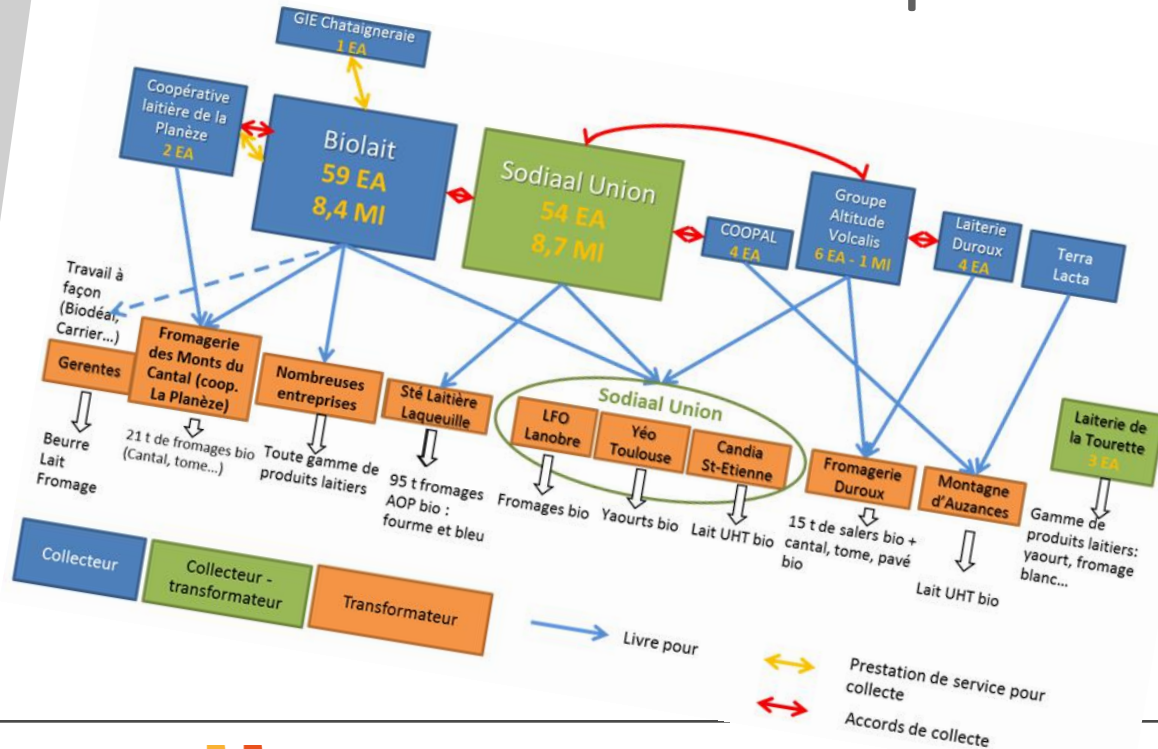 GIE Chataigneraie
1 EA
Coopérative
laitière de la
Planèze
2 EA
Biolait
59 EA
8,4 Ml
Sodiaal Union
54 EA
8,7 Ml
COOPAL
4 EA
Groupe
Altitude
Volcalis
6 EA - 1 Ml
Laiterie
Duroux
4 EA
Terra
Lacta
Travail à
façon
(Biodéal,
Carrier...)
Gerentes
Fromagerie
des Monts du
Cantal (coop.
La Planèze)
Nombreuses
entreprises
Sté Laitière
Laqueuille
Sodiaal Union
LFO
Lanobre
Yéo
Toulouse
Candia
St-Etienne
Fromagerie
Duroux
Montagne
d'Auzances
Laiterie de
la Tourette
3 EA
Beurre
Lait
Fromage
21 t de fromages bio
(Cantal, tome...)
Toute gamme de
produits laitiers
95 t fromages
AOP bio :
fourme et bleu
Fromages bio
Yaourts bio
Lait UHT bio
15 t de salers bio +
cantal, tome, pavé
bio
Lait UHT bio
Gamme de
produits laitiers:
yaourt, fromage
blanc...
Collecteur
Collecteur -
transformateur
Transformateur
Livre pour
Prestation de service pour
collecte
Accords de collecte